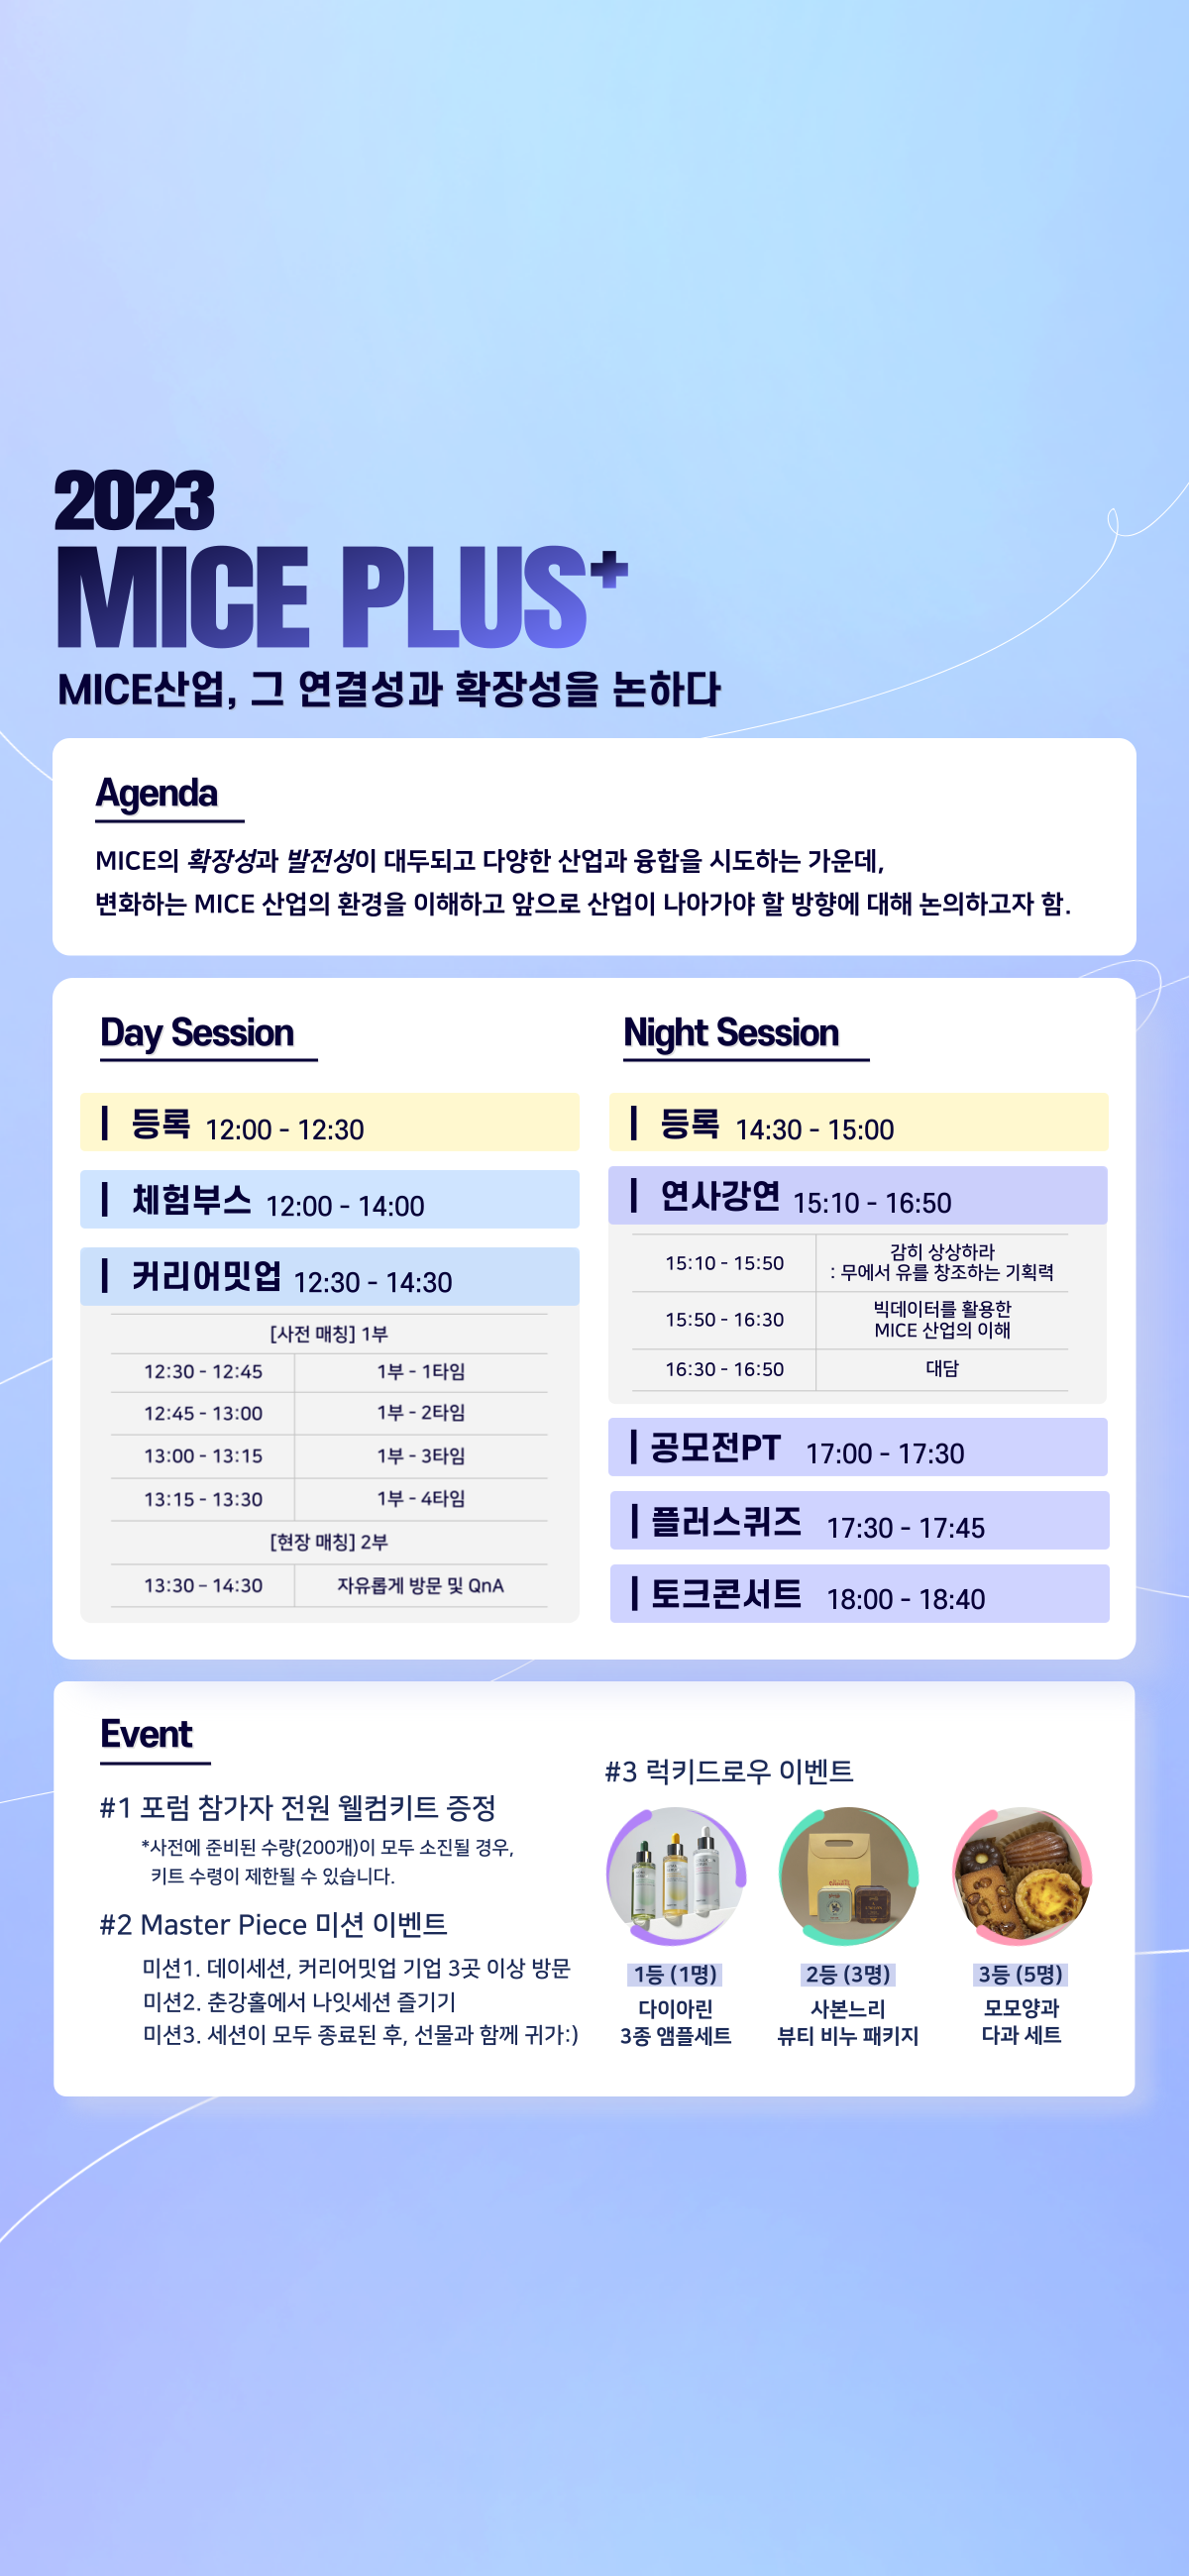 2023
MICE PLUS+
MICE산업, 그 연결성과 확장성을 논하다
Agenda
MICE의 확장성과 발전성이 대두되고 다양한 산업과 융합을 시도하는 가운데,
변화하는 MICE 산업의 환경을 이해하고 앞으로 산업이 나아가야 할 방향에 대해 논의하고자 함.
Day Session
등록 12:00 - 12:30
체험부스 12:00 - 14:00
커리어밋업 12:30 - 14:30
[사전 매칭] 1부
12:30 - 12:45 1부 - 1타임
12:45 - 13:00 1부 - 2타임
13:00 - 13:15 1부 - 3타임
13:15 - 13:30 1부 - 4타임
[현장 매칭] 2부
13:30 - 14:30 자유롭게 방문 및 QnA
Night Session
등록 14:30 - 15:00
연사강연 15:10 - 16:50
15:10 - 15:50 감히 상상하라
: 무에서 유를 창조하는 기획력
15:50 - 16:30 빅데이터를 활용한
MICE 산업의 이해
16:30 - 16:50 대담
공모전PT 17:00 - 17:30
플러스퀴즈 17:30 - 17:45
토크콘서트 18:00 - 18:40
Event
#1 포럼 참가자 전원 웰컴키트 증정
*사전에 준비된 수량(200개)이 모두 소진될 경우,
키트 수령이 제한될 수 있습니다.
#2 Master Piece 미션 이벤트
미션1. 데이세션, 커리어밋업 기업 3곳 이상 방문
미션2. 춘강홀에서 나잇세션 즐기기
미션3. 세션이 모두 종료된 후, 선물과 함께 귀가:)
#3 럭키드로우 이벤트
1등 (1명)
다이아린
3종 앰플세트
2등 (3명)
사본느리
뷰티 비누 패키지
3등 (5명)
모모양과
다과 세트